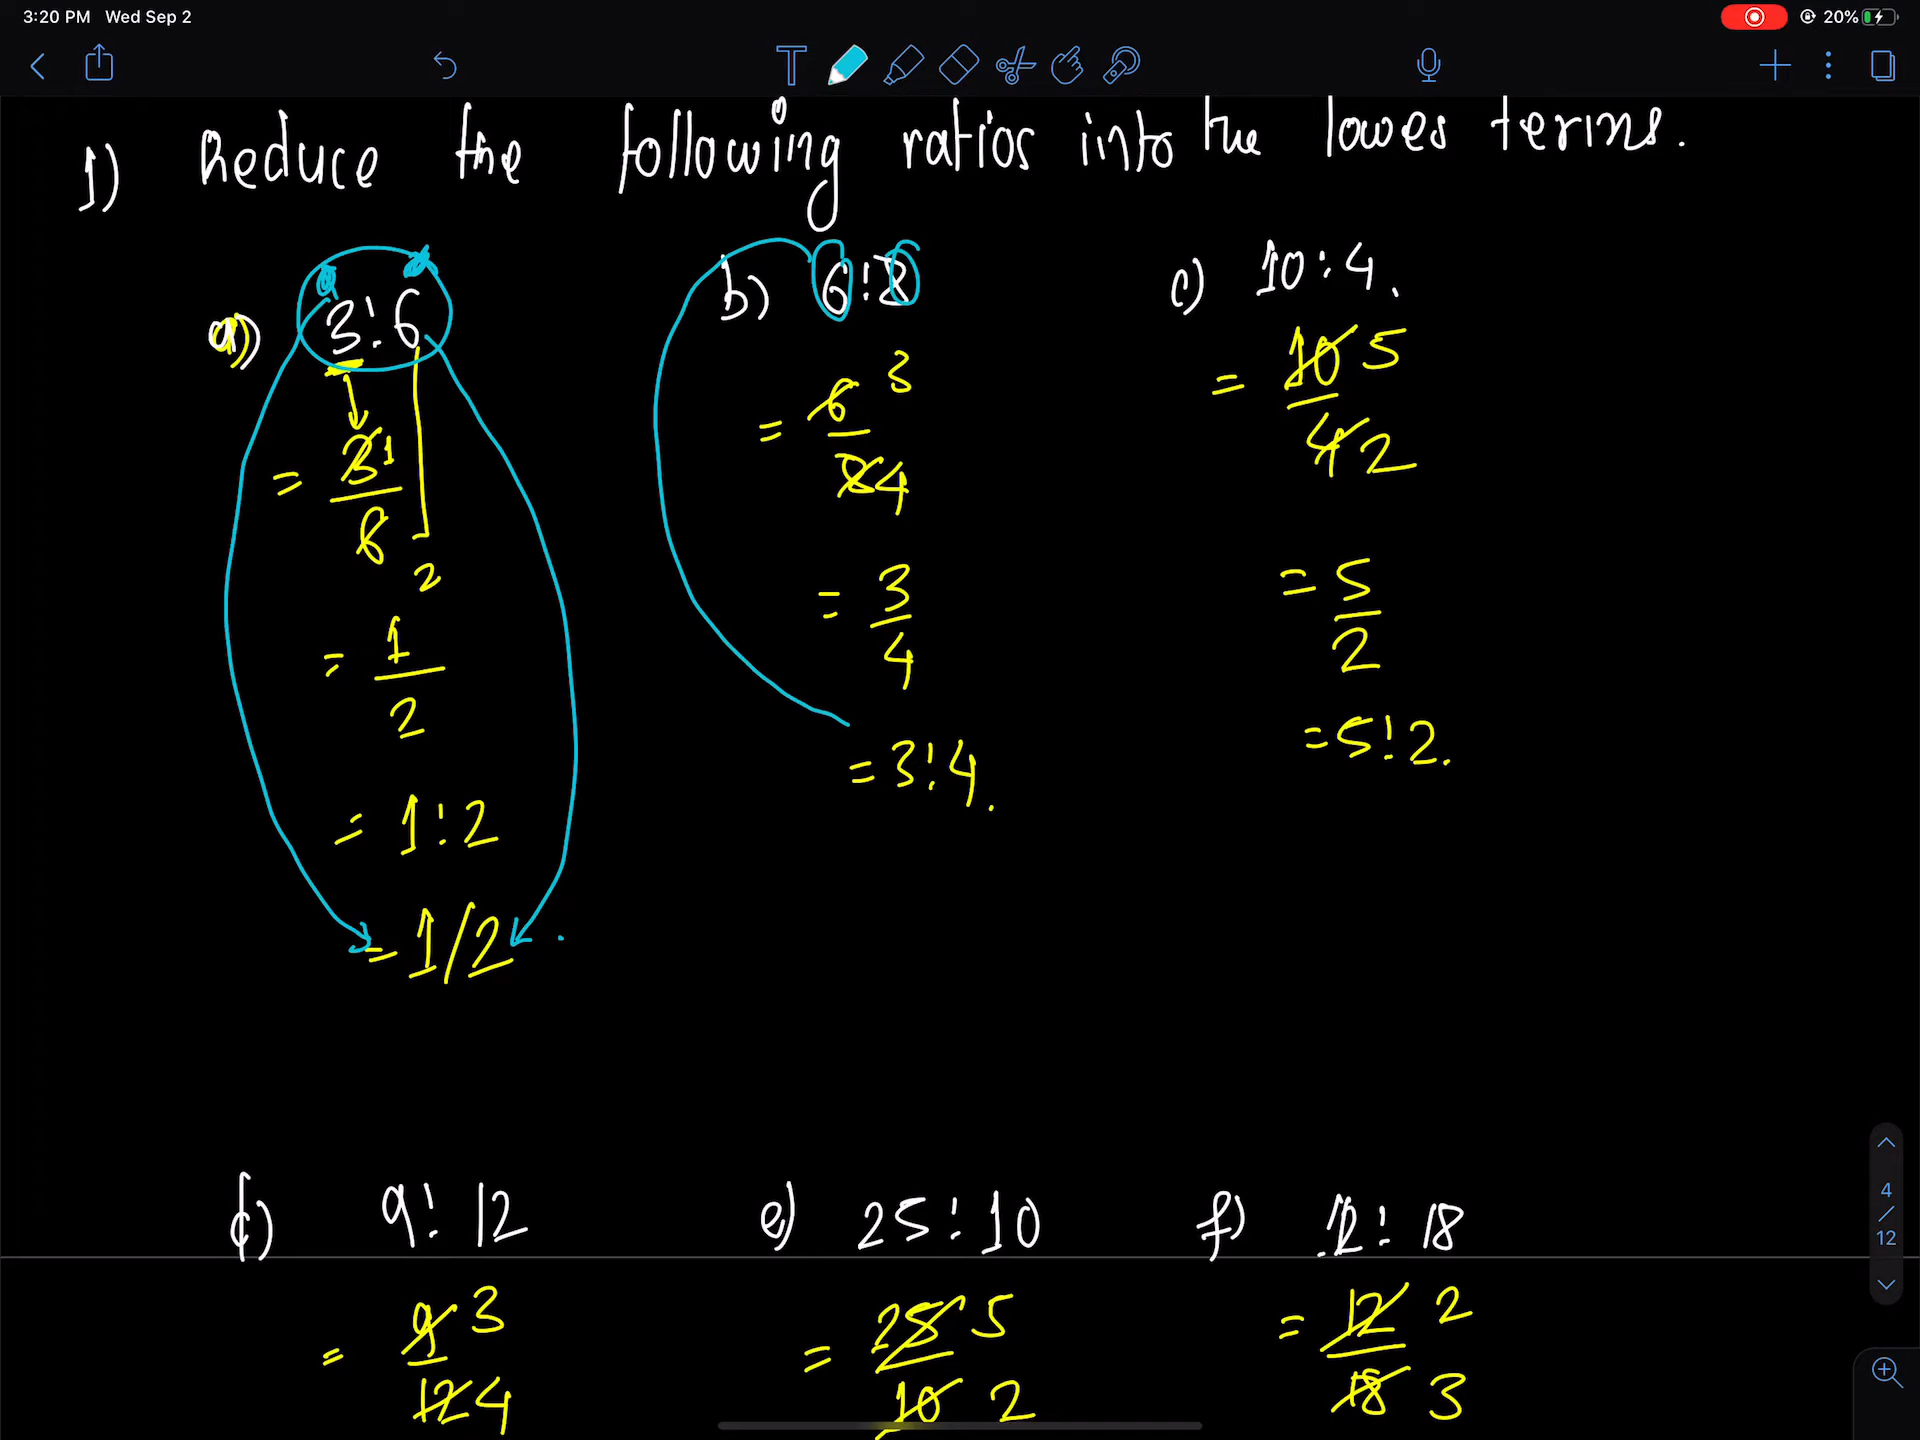 3:20 PM Wed Sep 2
20%
1) Reduce the following ratios into the lowes terms.
a) 3:6
= 3 1
6
2
= 1
2
= 1:2
= 1/2
b) 6:8
= 6 3
8 4
= 3
4
= 3:4.
c) 10:4.
= 10 5
4 2
= 5
2
= 5:2.
d) 9:12
= 9 3
12 4
e) 25:10
= 25 5
10 2
f) 12:18
= 12 2
18 3
4
/
12